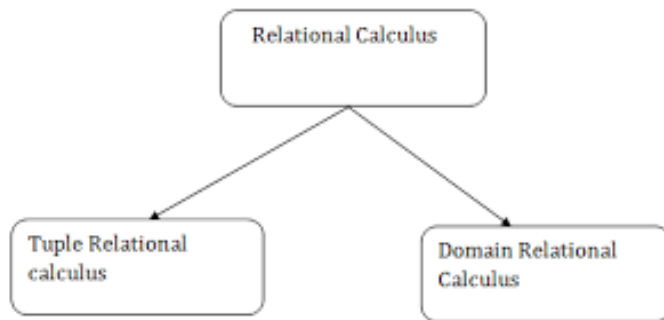 Relational Calculus
Tuple Relational
calculus
Domain Relational
Calculus